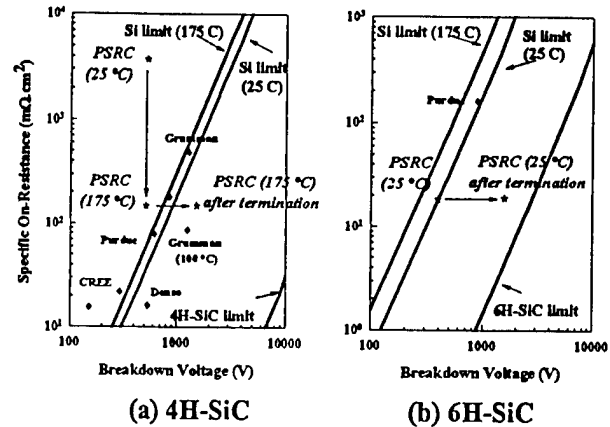 10⁴
10³
10²
10¹
Specific On-Resistance (mΩ.cm²)
Si limit (175 C)
PSRC
(25 °C)
Si limit
(25 C)
Grumman
PSRC
(175 °C)
PSRC (175 °C)
after termination
Purdue
Grumman
CREE
Denso
4H-SiC limit
100 1000 10000
Breakdown Voltage (V)
(a) 4H-SiC
10³
10²
10¹
10⁰
Si limit (175 C)
Si limit
(25 C)
Purdue
PSRC
(25 °C)
PSRC (25 °C)
after termination
6H-SiC limit
100 1000 10000
Breakdown Voltage (V)
(b) 6H-SiC